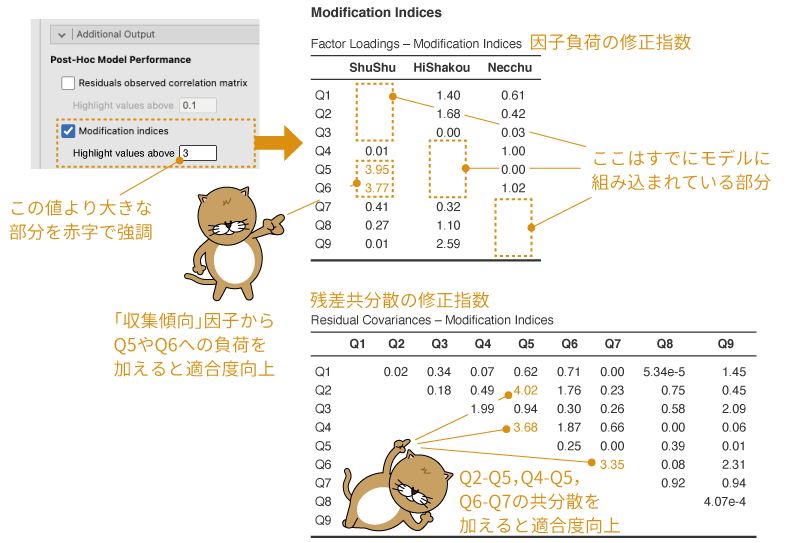 Additional Output
Post-Hoc Model Performance
Residuals observed correlation matrix
Highlight values above 0.1
Modification indices
Highlight values above 3
この値より大きな
部分を赤字で強調
「収集傾向」因子から
Q5やQ6への負荷を
加えると適合度向上
Modification Indices
Factor Loadings – Modification Indices 因子負荷の修正指数
ShuShu HiShakou Necchu
Q1 1.40 0.61
Q2 1.68 0.42
Q3 0.00 0.03
Q4 0.01 1.00
Q5 3.95 0.00
Q6 3.77 1.02
Q7 0.41 0.32
Q8 0.27 1.10
Q9 0.01 2.59
ここはすでにモデルに
組み込まれている部分
残差共分散の修正指数
Residual Covariances – Modification Indices
Q1 Q2 Q3 Q4 Q5 Q6 Q7 Q8 Q9
Q1 0.02 0.34 0.07 0.62 0.71 0.00 5.34e-5 1.45
Q2 0.18 0.49 4.02 1.76 0.23 0.75 0.45
Q3 1.99 0.94 0.30 0.26 0.58 2.09
Q4 3.68 1.87 0.66 0.00 0.06
Q5 0.25 0.00 0.39 0.01
Q6 3.35 0.08 2.31
Q7 0.92 0.94
Q8 4.07e-4
Q9
Q2-Q5，Q4-Q5，
Q6-Q7の共分散を
加えると適合度向上